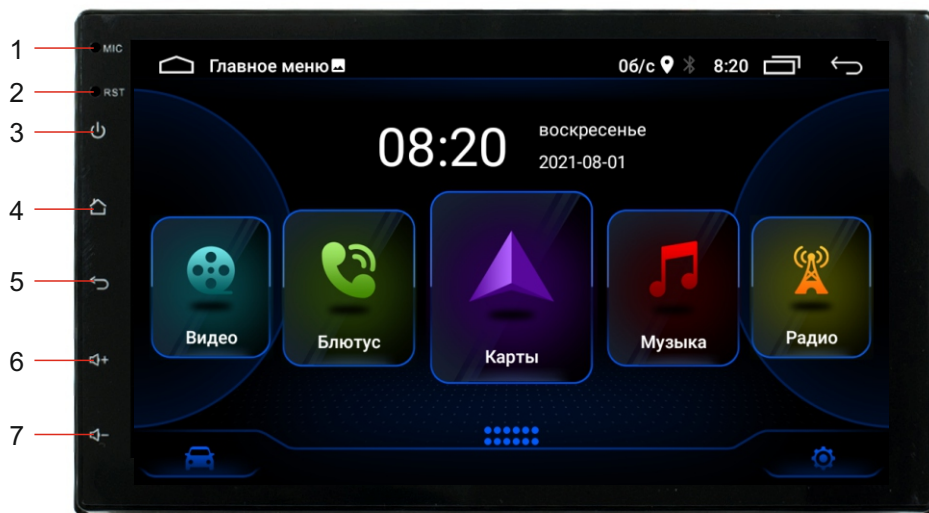 1
MIC
2
RST
3
4
5
6
+
7
-
Главное меню
0б/с
8:20
08:20
воскресенье
2021-08-01
Видео
Блютус
Карты
Музыка
Радио